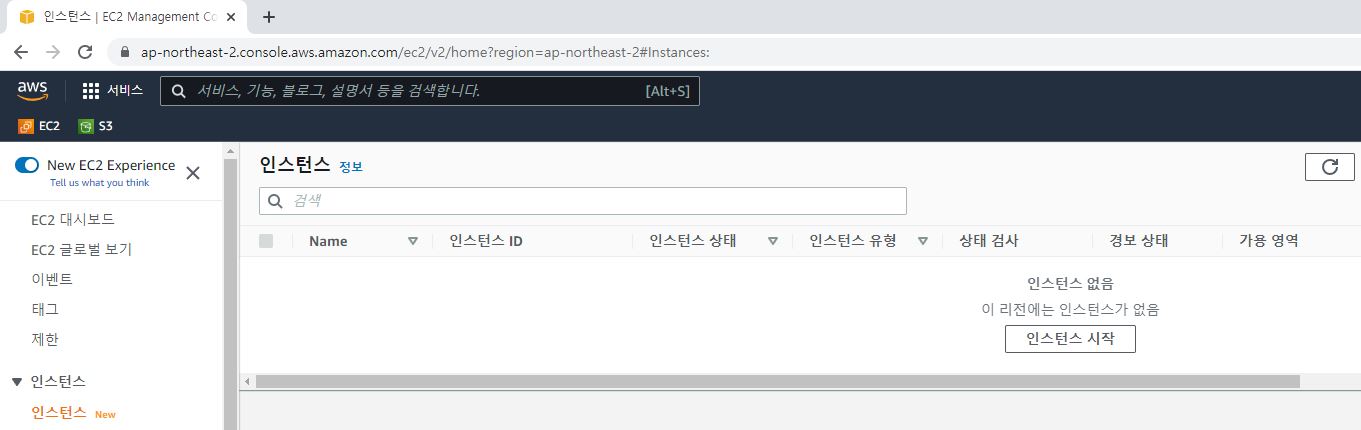 인스턴스 | EC2 Management Co
ap-northeast-2.console.aws.amazon.com/ec2/v2/home?region=ap-northeast-2#Instances:
aws 서비스 서비스, 기능, 블로그, 설명서 등을 검색합니다. [Alt+S]
EC2 S3
New EC2 Experience
Tell us what you think
인스턴스 정보
검색
EC2 대시보드
EC2 글로벌 보기
이벤트
태그
제한
인스턴스
인스턴스 New
Name 인스턴스 ID 인스턴스 상태 인스턴스 유형 상태 검사 경보 상태 가용 영역
인스턴스 없음
이 리전에는 인스턴스가 없음
인스턴스 시작